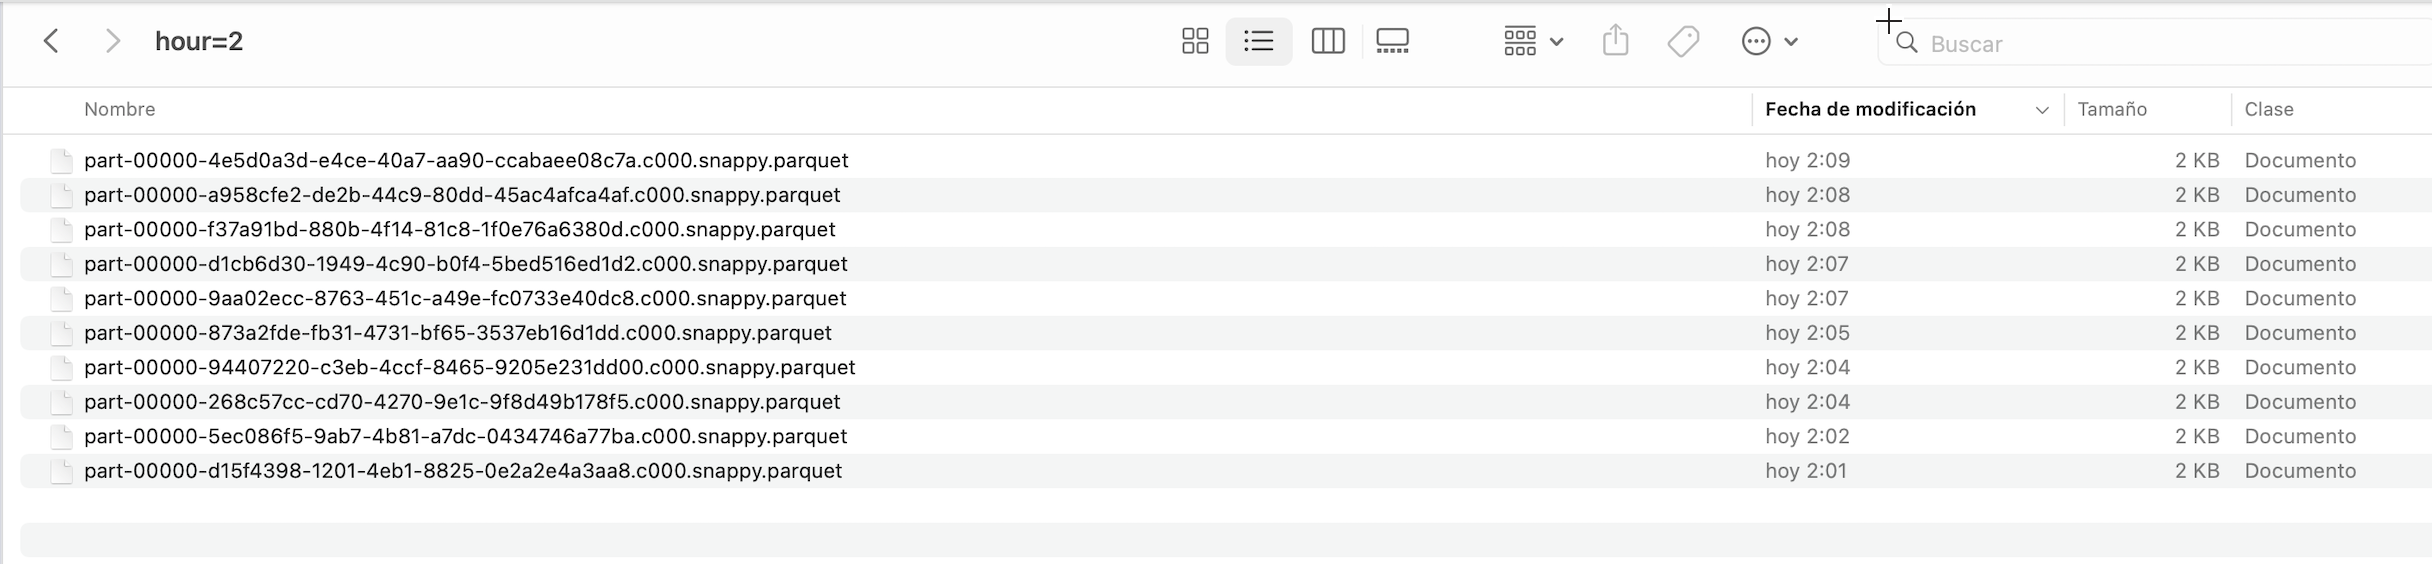 hour=2
Buscar
Nombre Fecha de modificación Tamaño Clase
part-00000-4e5d0a3d-e4ce-40a7-aa90-ccabaee08c7a.c000.snappy.parquet hoy 2:09 2 KB Documento
part-00000-a958cfe2-de2b-44c9-80dd-45ac4afca4af.c000.snappy.parquet hoy 2:08 2 KB Documento
part-00000-f37a91bd-880b-4f14-81c8-1f0e76a6380d.c000.snappy.parquet hoy 2:08 2 KB Documento
part-00000-d1cb6d30-1949-4c90-b0f4-5bed516ed1d2.c000.snappy.parquet hoy 2:07 2 KB Documento
part-00000-9aa02ecc-8763-451c-a49e-fc0733e40dc8.c000.snappy.parquet hoy 2:07 2 KB Documento
part-00000-873a2fde-fb31-4731-bf65-3537eb16d1dd.c000.snappy.parquet hoy 2:05 2 KB Documento
part-00000-94407220-c3eb-4ccf-8465-9205e231dd00.c000.snappy.parquet hoy 2:04 2 KB Documento
part-00000-268c57cc-cd70-4270-9e1c-9f8d49b178f5.c000.snappy.parquet hoy 2:04 2 KB Documento
part-00000-5ec086f5-9ab7-4b81-a7dc-0434746a77ba.c000.snappy.parquet hoy 2:02 2 KB Documento
part-00000-d15f4398-1201-4eb1-8825-0e2a2e4a3aa8.c000.snappy.parquet hoy 2:01 2 KB Documento